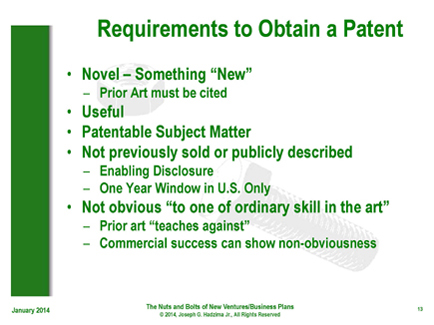 Requirements to Obtain a Patent
• Novel – Something “New”
– Prior Art must be cited
• Useful
• Patentable Subject Matter
• Not previously sold or publicly described
– Enabling Disclosure
– One Year Window in U.S. Only
• Not obvious “to one of ordinary skill in the art”
– Prior art “teaches against”
– Commercial success can show non-obviousness
January 2014
The Nuts and Bolts of New Ventures/Business Plans
© 2014, Joseph G. Hadzima Jr., All Rights Reserved
13